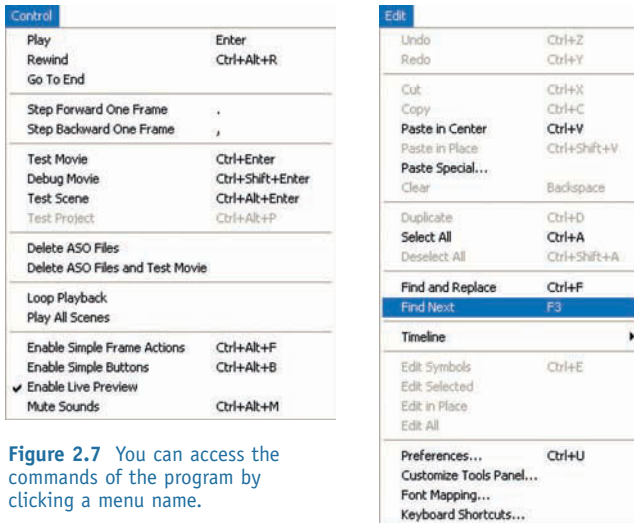 Control
Play Enter
Rewind Ctrl+Alt+R
Go To End
Step Forward One Frame .
Step Backward One Frame ,
Test Movie Ctrl+Enter
Debug Movie Ctrl+Shift+Enter
Test Scene Ctrl+Alt+Enter
Test Project Ctrl+Alt+P
Delete ASO Files
Delete ASO Files and Test Movie
Loop Playback
Play All Scenes
Enable Simple Frame Actions Ctrl+Alt+F
Enable Simple Buttons Ctrl+Alt+B
Enable Live Preview
Mute Sounds Ctrl+Alt+M
Figure 2.7 You can access the
commands of the program by
clicking a menu name.
Edit
Undo Ctrl+Z
Redo Ctrl+Y
Cut Ctrl+X
Copy Ctrl+C
Paste in Center Ctrl+V
Paste in Place Ctrl+Shift+V
Paste Special...
Clear Backspace
Duplicate Ctrl+D
Select All Ctrl+A
Deselect All Ctrl+Shift+A
Find and Replace Ctrl+F
Find Next F3
Timeline
Edit Symbols Ctrl+E
Edit Selected
Edit in Place
Edit All
Preferences... Ctrl+U
Customize Tools Panel...
Font Mapping...
Keyboard Shortcuts...